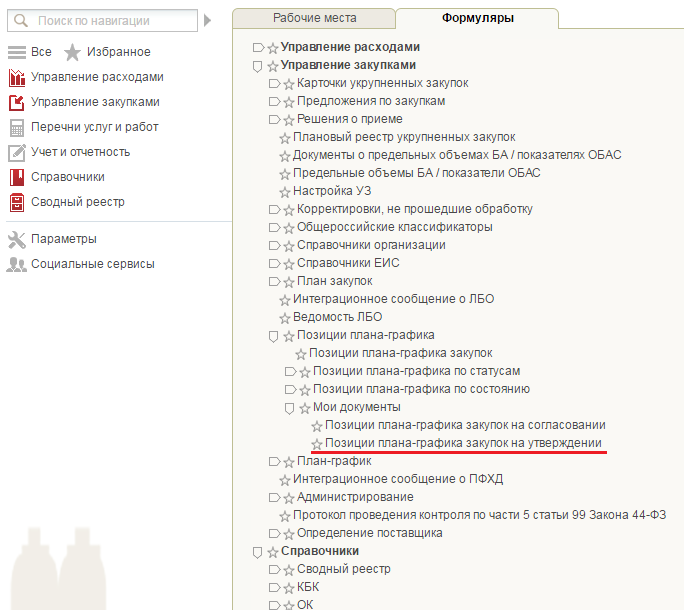 Поиск по навигации
Все Избранное
Управление расходами
Управление закупками
Перечни услуг и работ
Учет и отчетность
Справочники
Сводный реестр
Параметры
Социальные сервисы
Рабочие места
Формуляры
Управление расходами
Управление закупками
Карточки укрупненных закупок
Предложения по закупкам
Решения о приеме
Плановый реестр укрупненных закупок
Документы о предельных объемах БА / показателях ОБАС
Предельные объемы БА / показатели ОБАС
Настройка УЗ
Корректировки, не прошедшие обработку
Общероссийские классификаторы
Справочники организации
Справочники ЕИС
План закупок
Интеграционное сообщение о ЛБО
Ведомость ЛБО
Позиции плана-графика
Позиции плана-графика закупок
Позиции плана-графика по статусам
Позиции плана-графика по состоянию
Мои документы
Позиции плана-графика закупок на согласовании
Позиции плана-графика закупок на утверждении
План-график
Интеграционное сообщение о ПФХД
Администрирование
Протокол проведения контроля по части 5 статьи 99 Закона 44-ФЗ
Определение поставщика
Справочники
Сводный реестр
КБК
ОК